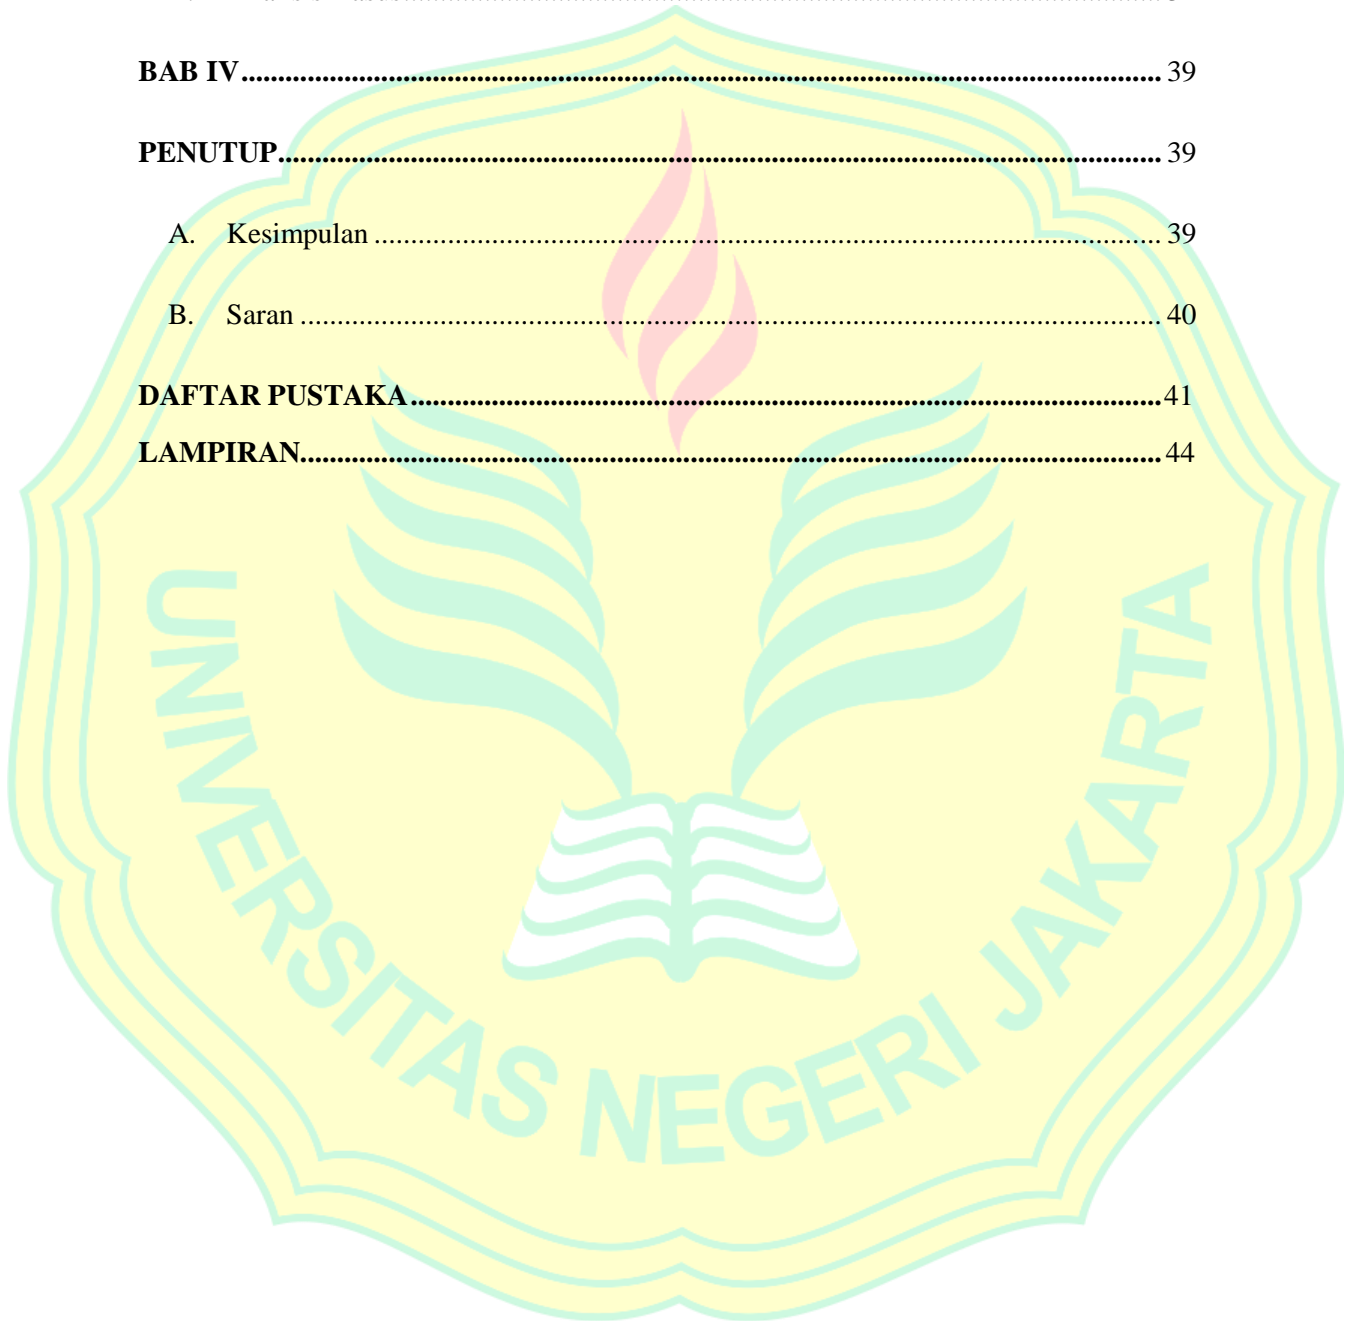 BAB IV........................................................................................................................ 39
PENUTUP................................................................................................................... 39
A. Kesimpulan ......................................................................................................... 39
B. Saran ................................................................................................................... 40
DAFTAR PUSTAKA..................................................................................................41
LAMPIRAN................................................................................................................ 44
UNIVERSITAS NEGERI JAKARTA